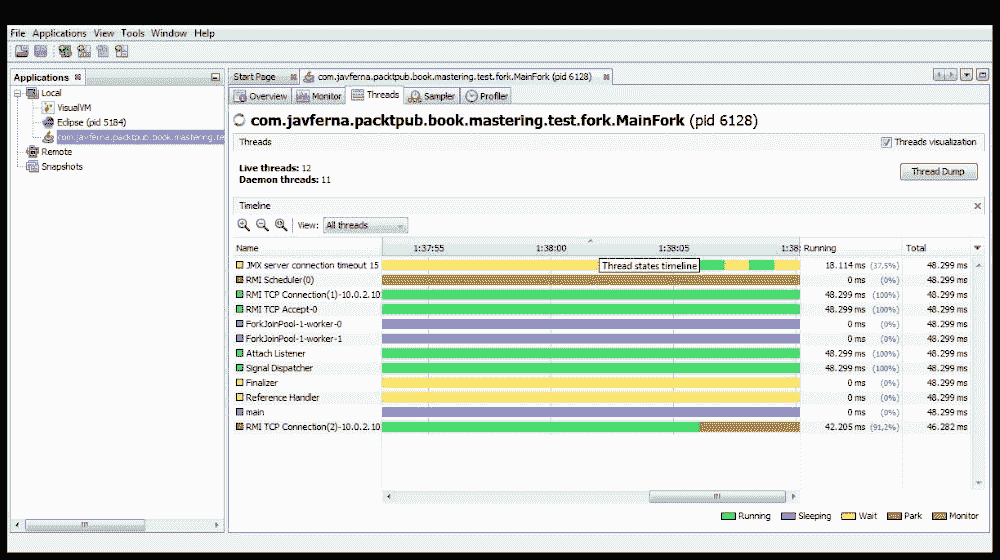 File Applications View Tools Window Help
Applications
Start Page
com.javferna.packtpub.book.mastering.test.fork.MainFork (pid 6128)
Local
VisualVM
Eclipse (pid 5184)
com.javferna.packtpub.book.mastering.te
Remote
Snapshots
Overview Monitor Threads Sampler Profiler
com.javferna.packtpub.book.mastering.test.fork.MainFork (pid 6128)
Threads
Threads visualization
Live threads: 12
Daemon threads: 11
Thread Dump
Timeline
View: All threads
Name 1:37:55 1:38:00 1:38:05 1:38: Running Total
JMX server connection timeout 15 18.114 ms (37,5%) 48.299 ms
Thread states timeline
RMI Scheduler(0) 0 ms (0%) 48.299 ms
RMI TCP Connection(1)-10.0.2.10 48.299 ms (100%) 48.299 ms
RMI TCP Accept-0 48.299 ms (100%) 48.299 ms
ForkJoinPool-1-worker-0 0 ms (0%) 48.299 ms
ForkJoinPool-1-worker-1 0 ms (0%) 48.299 ms
Attach Listener 48.299 ms (100%) 48.299 ms
Signal Dispatcher 48.299 ms (100%) 48.299 ms
Finalizer 0 ms (0%) 48.299 ms
Reference Handler 0 ms (0%) 48.299 ms
main 0 ms (0%) 48.299 ms
RMI TCP Connection(2)-10.0.2.10 42.205 ms (91,2%) 46.282 ms
Running Sleeping Wait Park Monitor